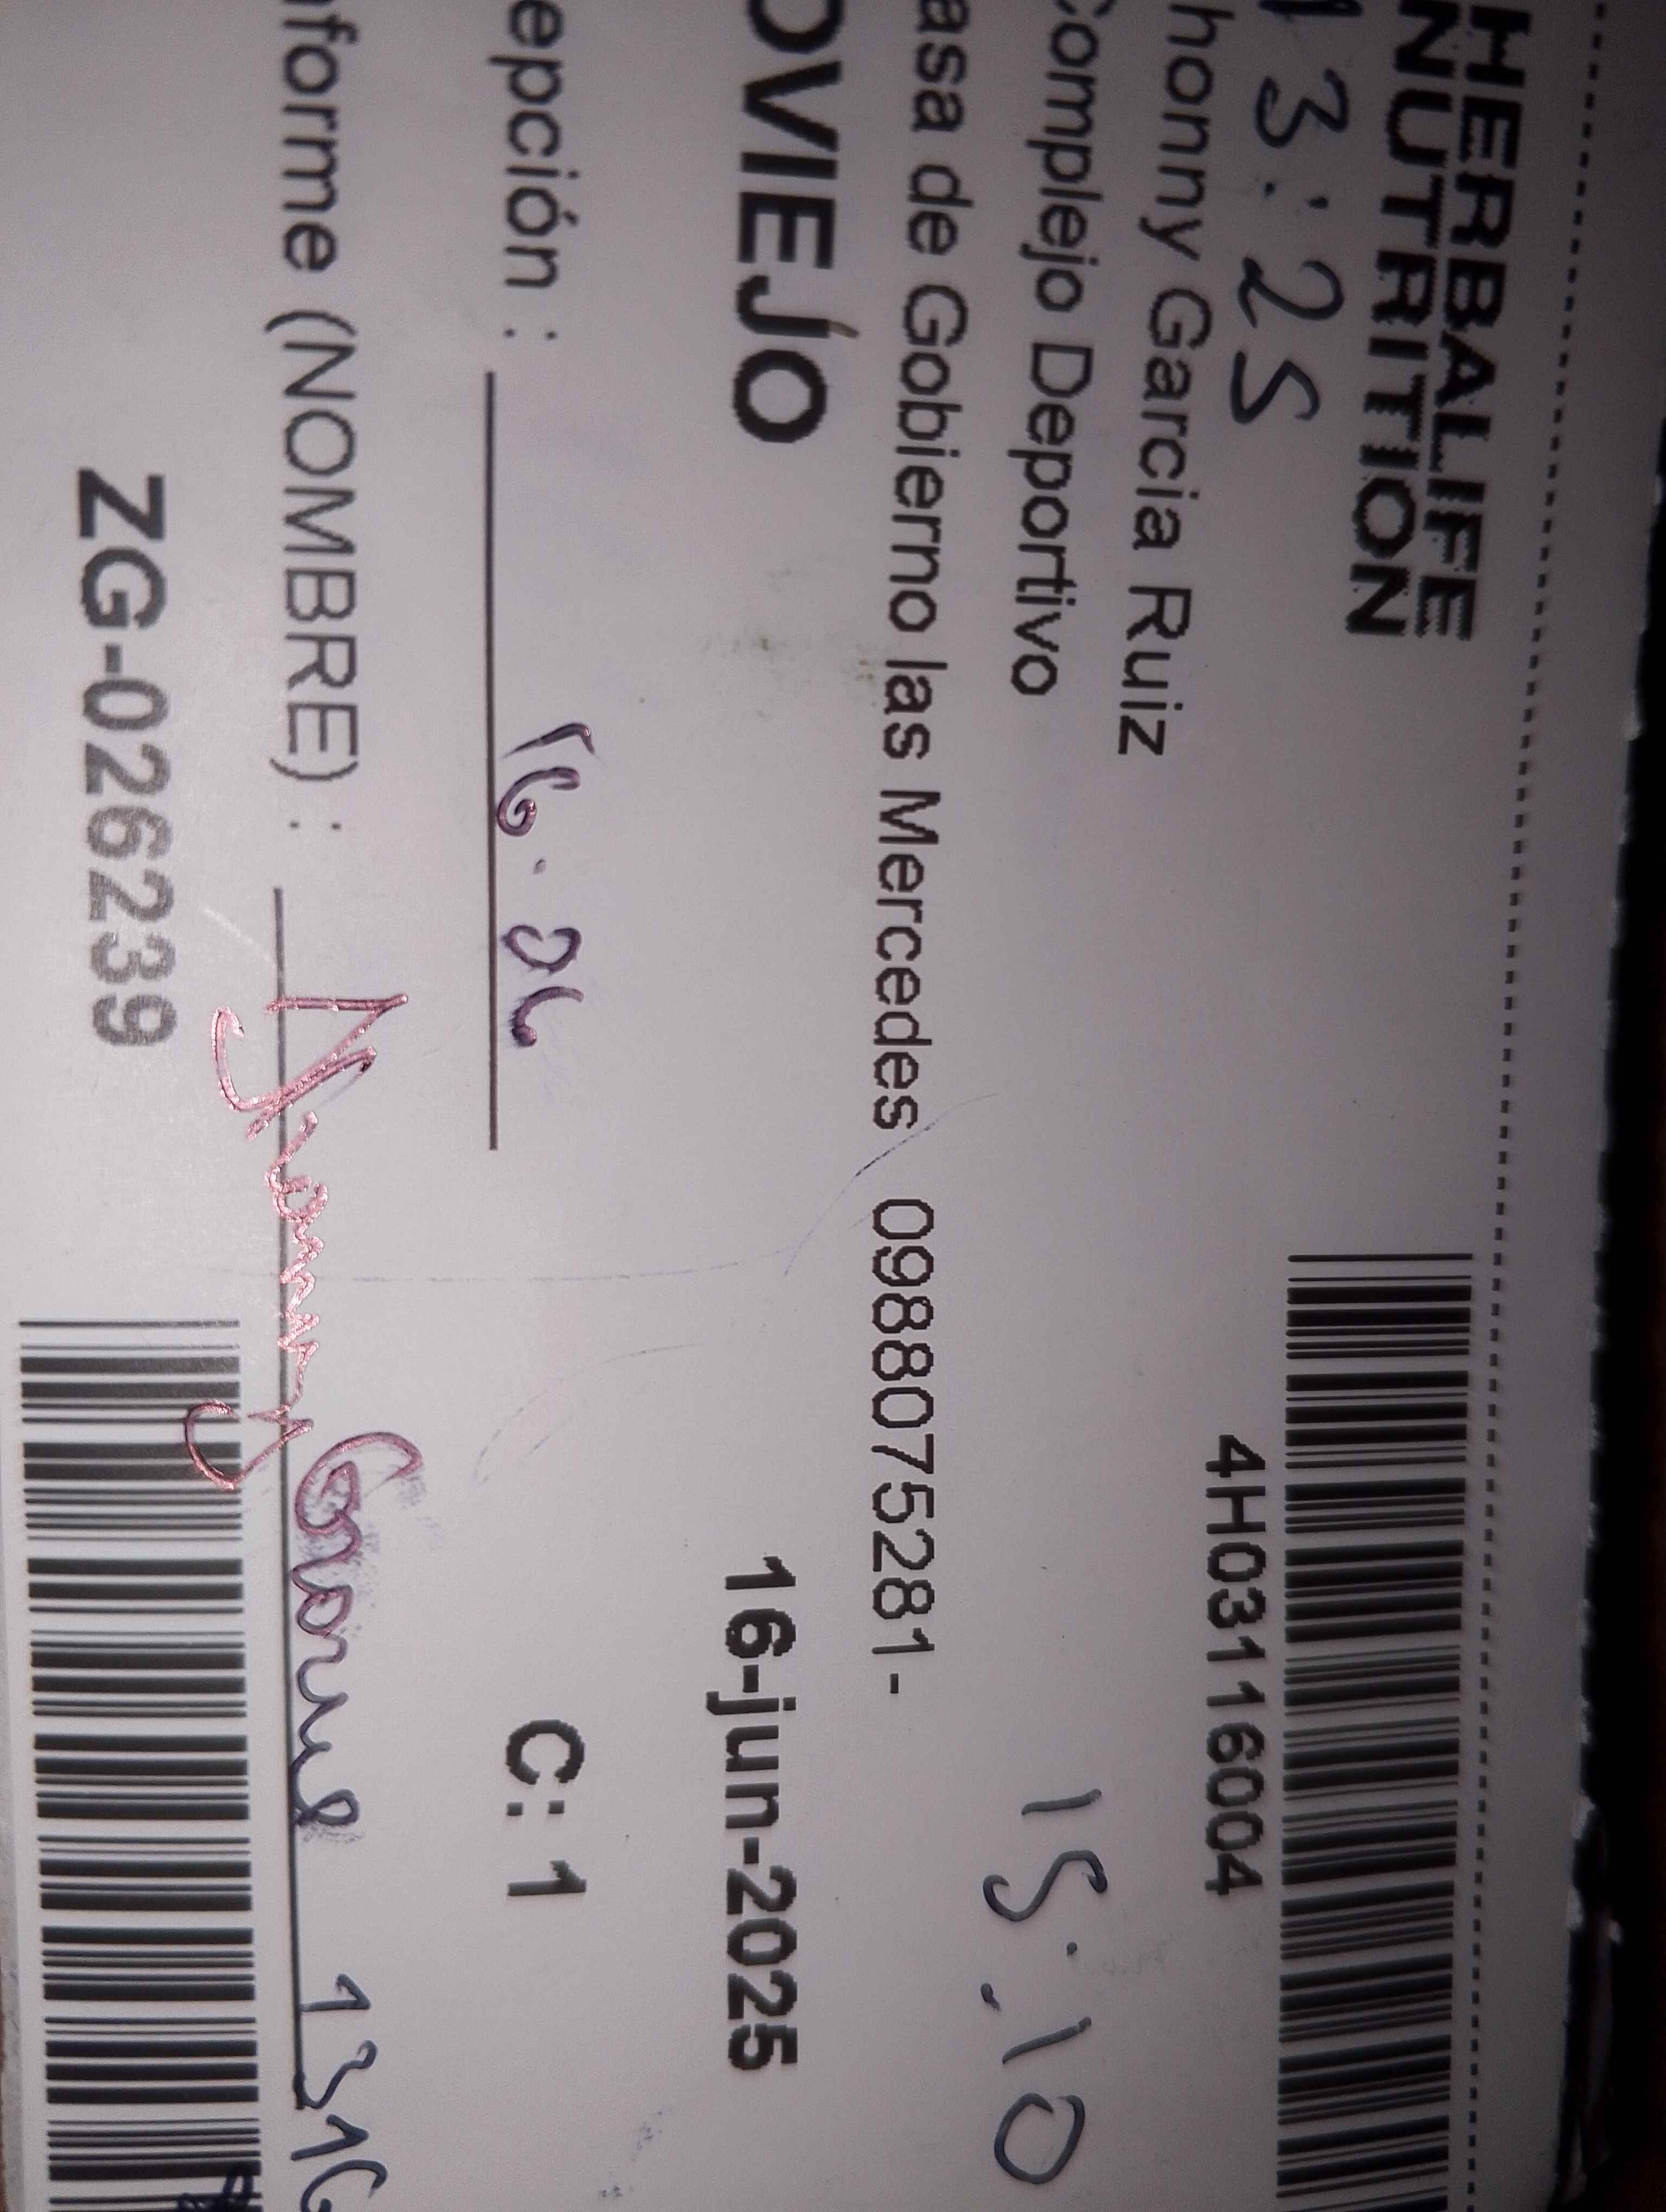 HERBALIFE
NUTRITION
13:25
4H03116004
honny Garcia Ruiz
Complejo Deportivo
15:10
asa de Gobierno las Mercedes 0988075281-
OVIEJO 16-jun-2025
epción : 16.06 C: 1
nforme (NOMBRE) : 1316
ZG-026239